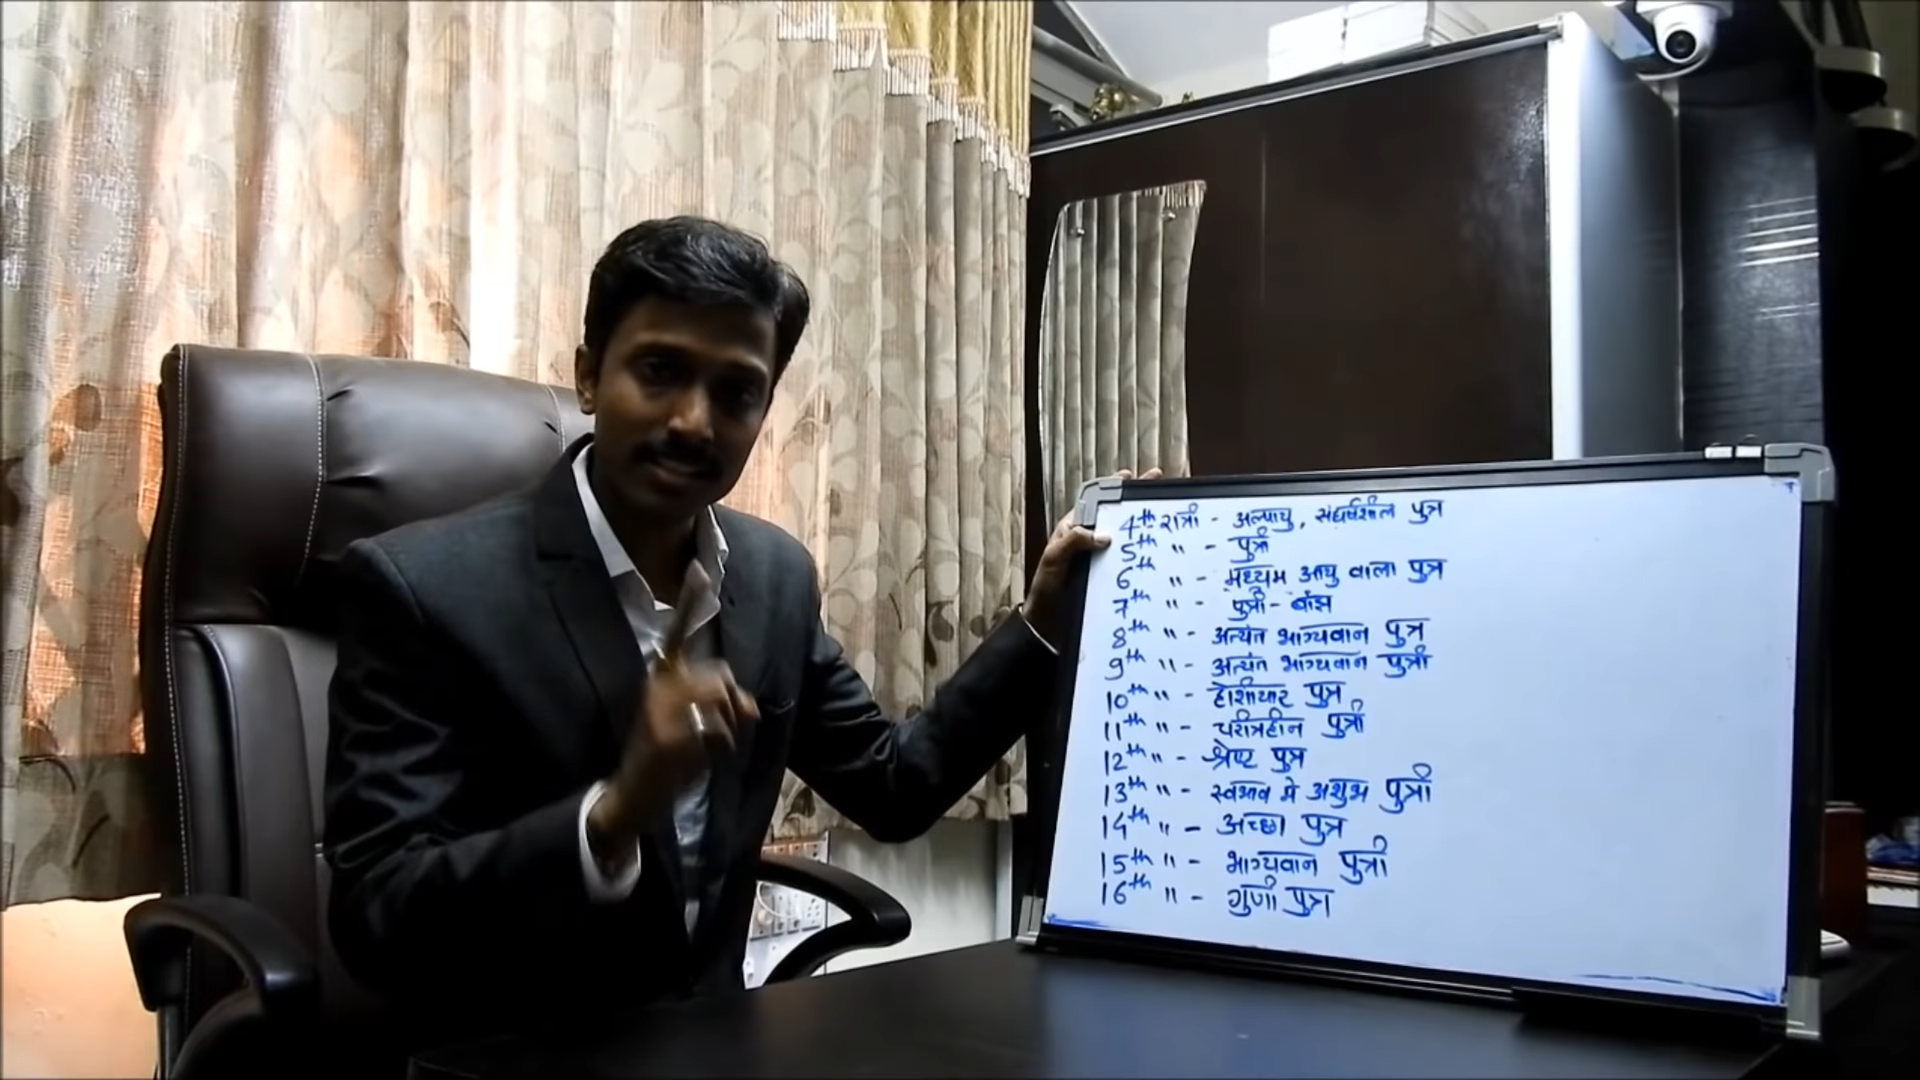 4th रात्री - अल्पायु, संघर्षशील पुत्र
5th " - पुत्री
6th " - मध्यम आयु वाला पुत्र
7th " - पुत्री - बांझ
8th " - अत्यंत भाग्यवान पुत्र
9th " - अत्यंत भाग्यवान पुत्री
10th " - होशीयार पुत्र
11th " - चरीत्रहीन पुत्री
12th " - श्रेष्ट पुत्र
13th " - स्वभाव मे अशुभ पुत्री
14th " - अच्छा पुत्र
15th " - भाग्यवान पुत्री
16th " - गुणी पुत्र